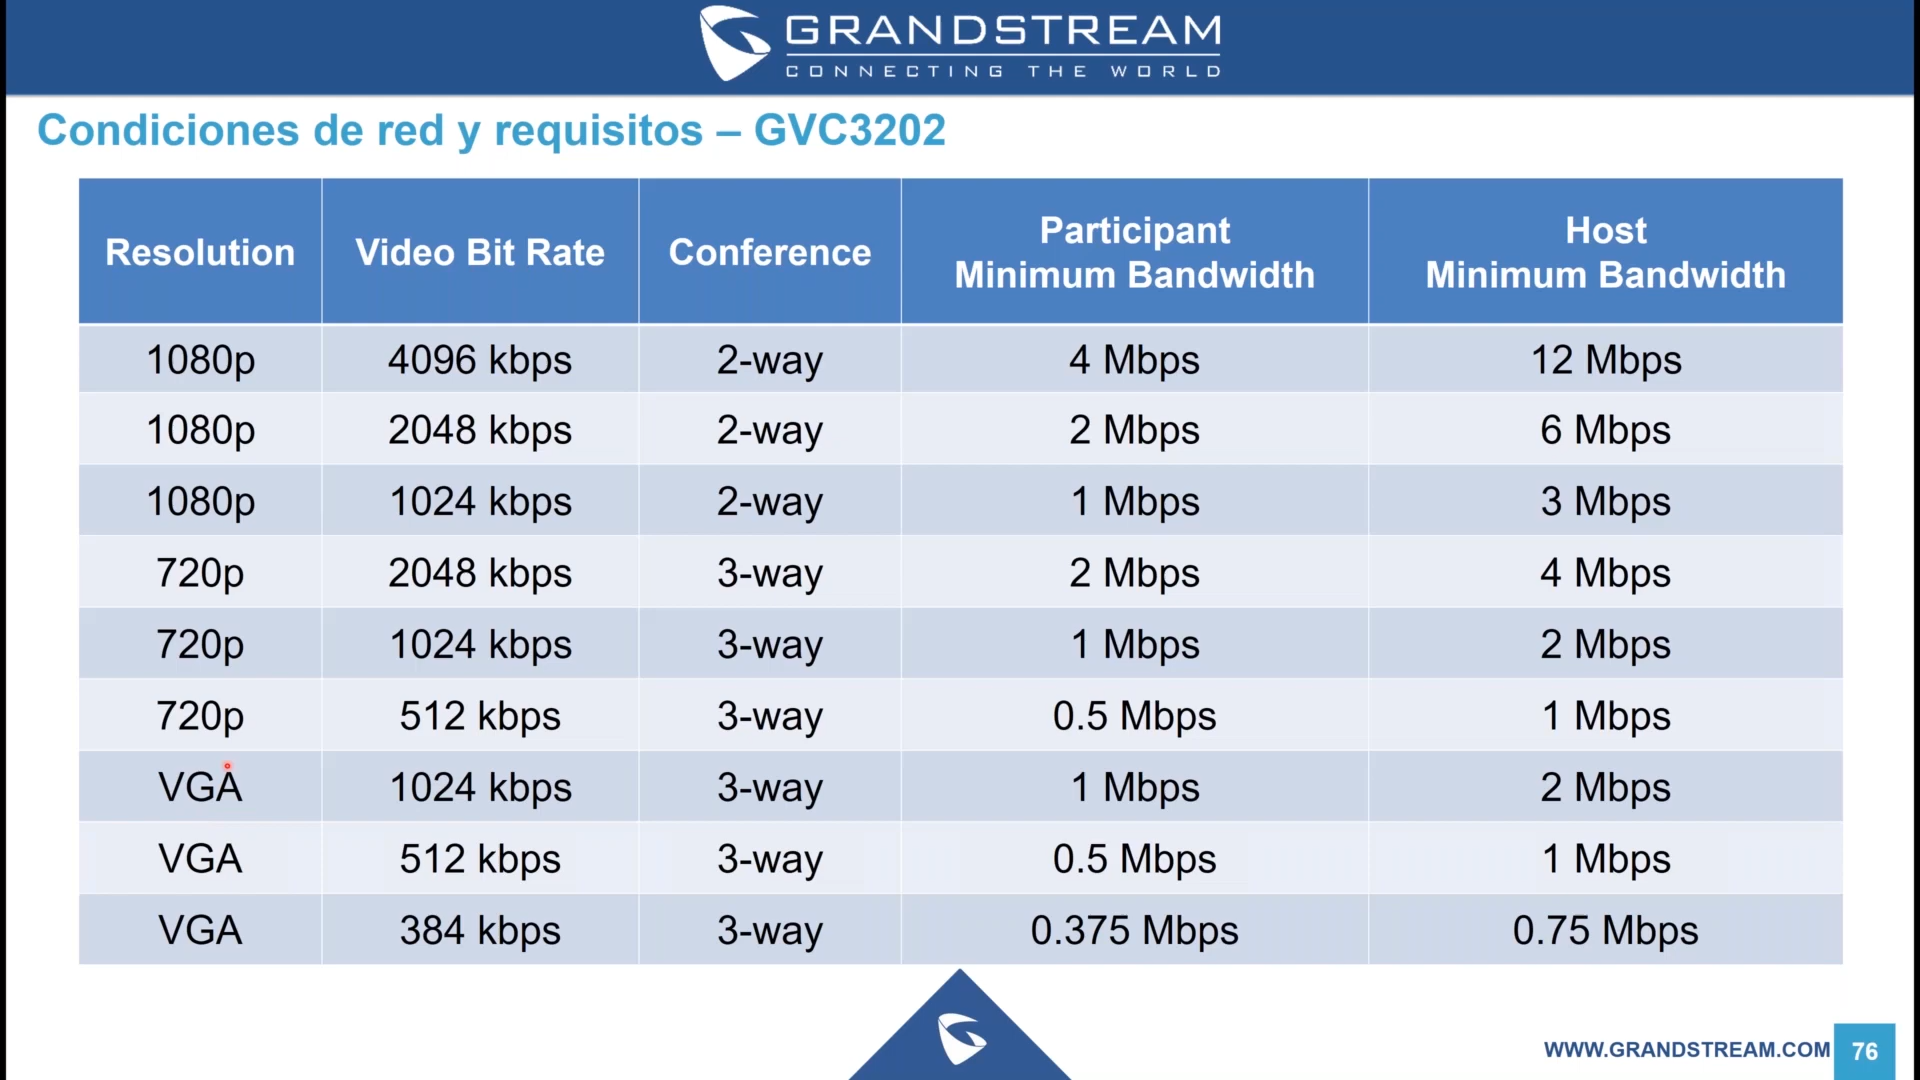 GRANDSTREAM
CONNECTING THE WORLD
Condiciones de red y requisitos – GVC3202
Resolution Video Bit Rate Conference Participant Minimum Bandwidth Host Minimum Bandwidth
1080p 4096 kbps 2-way 4 Mbps 12 Mbps
1080p 2048 kbps 2-way 2 Mbps 6 Mbps
1080p 1024 kbps 2-way 1 Mbps 3 Mbps
720p 2048 kbps 3-way 2 Mbps 4 Mbps
720p 1024 kbps 3-way 1 Mbps 2 Mbps
720p 512 kbps 3-way 0.5 Mbps 1 Mbps
VGA 1024 kbps 3-way 1 Mbps 2 Mbps
VGA 512 kbps 3-way 0.5 Mbps 1 Mbps
VGA 384 kbps 3-way 0.375 Mbps 0.75 Mbps
WWW.GRANDSTREAM.COM 76